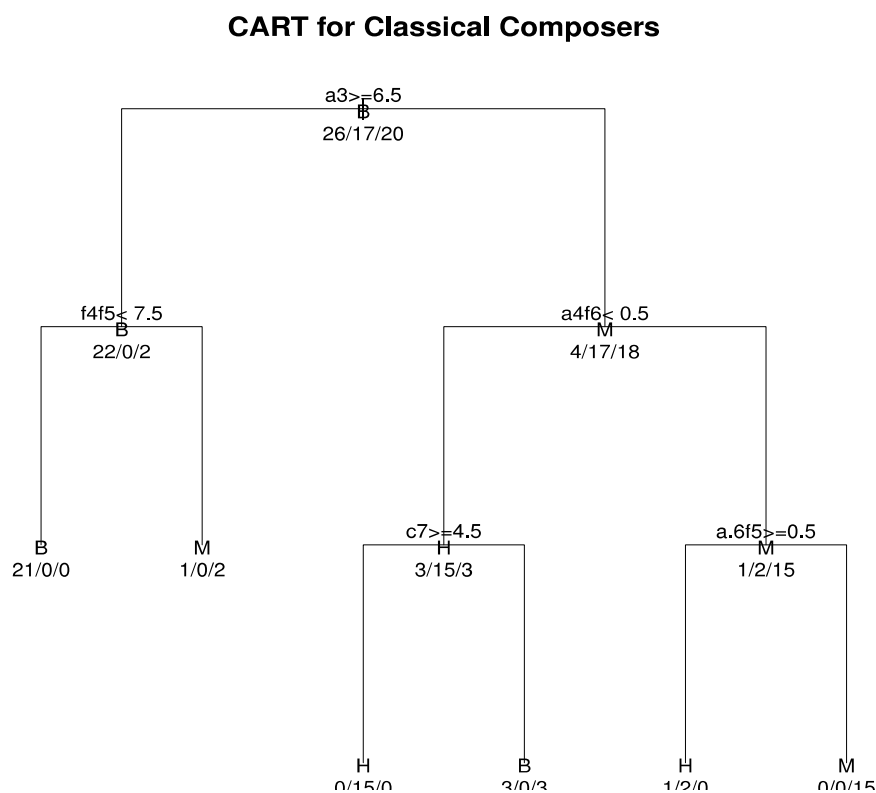 CART for Classical Composers
a3>=6.5
B
26/17/20
f4f5< 7.5
B
22/0/2
a4f6< 0.5
M
4/17/18
B
21/0/0
M
1/0/2
c7>=4.5
H
3/15/3
a.6f5>=0.5
M
1/2/15
H
0/15/0
B
3/0/3
H
1/2/0
M
0/0/15